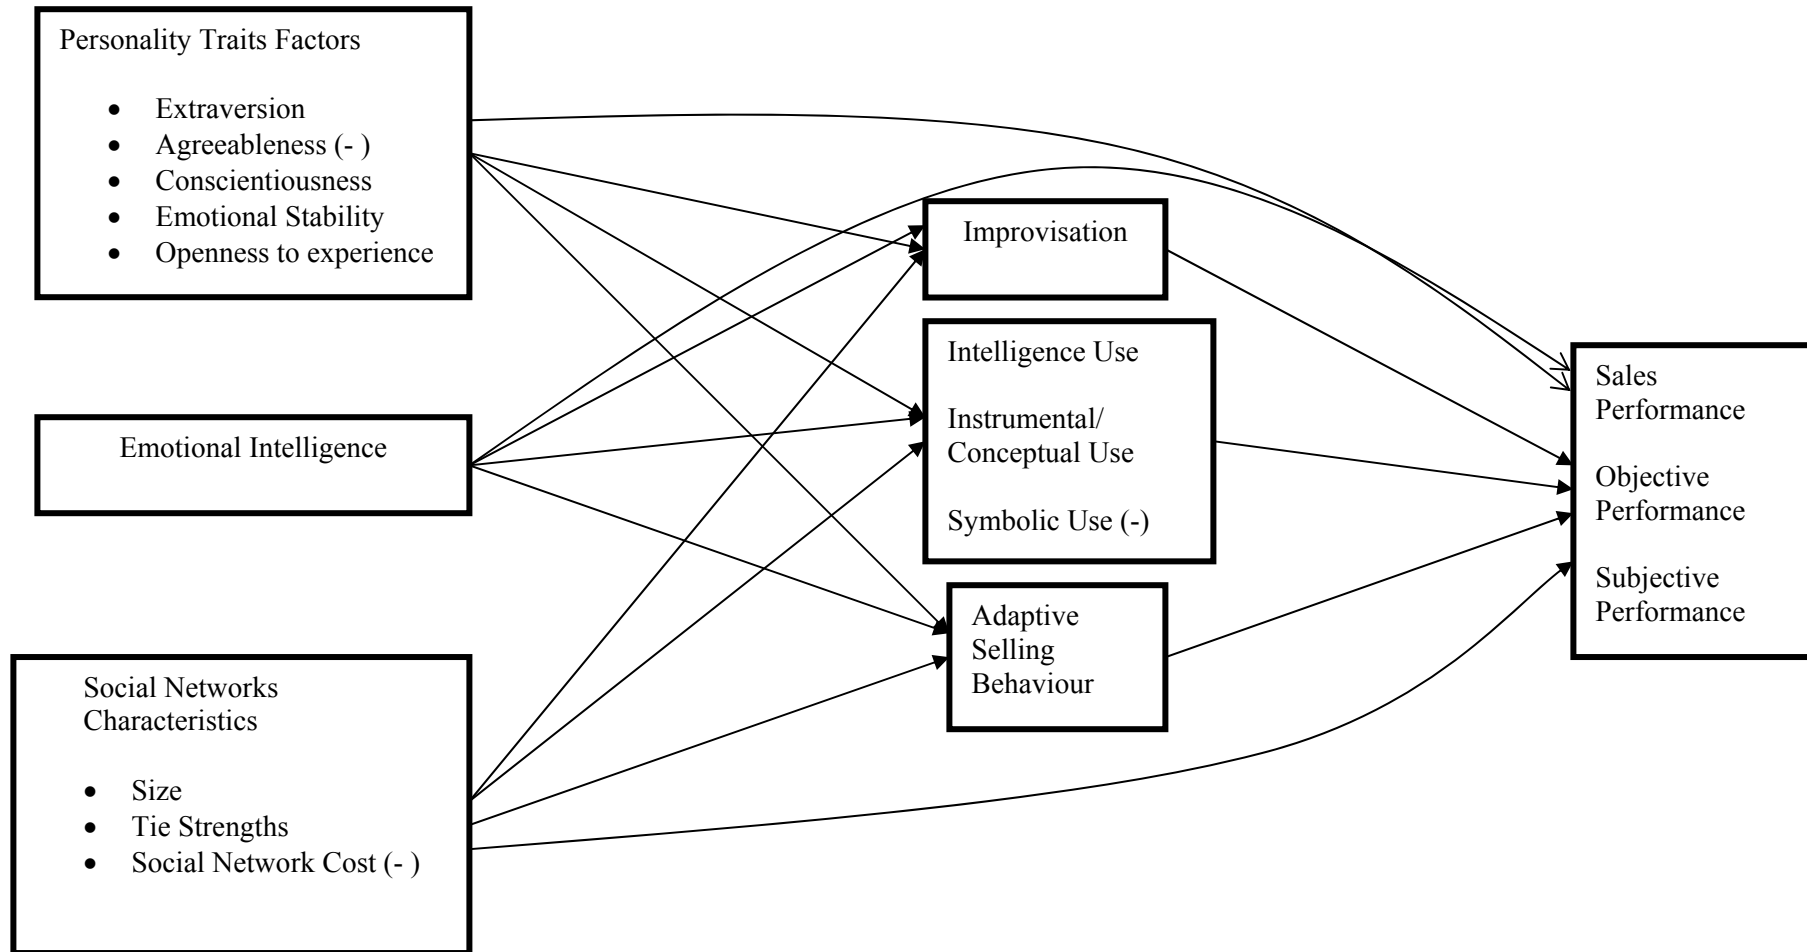 Personality Traits Factors
• Extraversion
• Agreeableness (- )
• Conscientiousness
• Emotional Stability
• Openness to experience
Emotional Intelligence
Social Networks
Characteristics
• Size
• Tie Strengths
• Social Network Cost (- )
Improvisation
Intelligence Use
Instrumental/
Conceptual Use
Symbolic Use (-)
Adaptive
Selling
Behaviour
Sales
Performance
Objective
Performance
Subjective
Performance